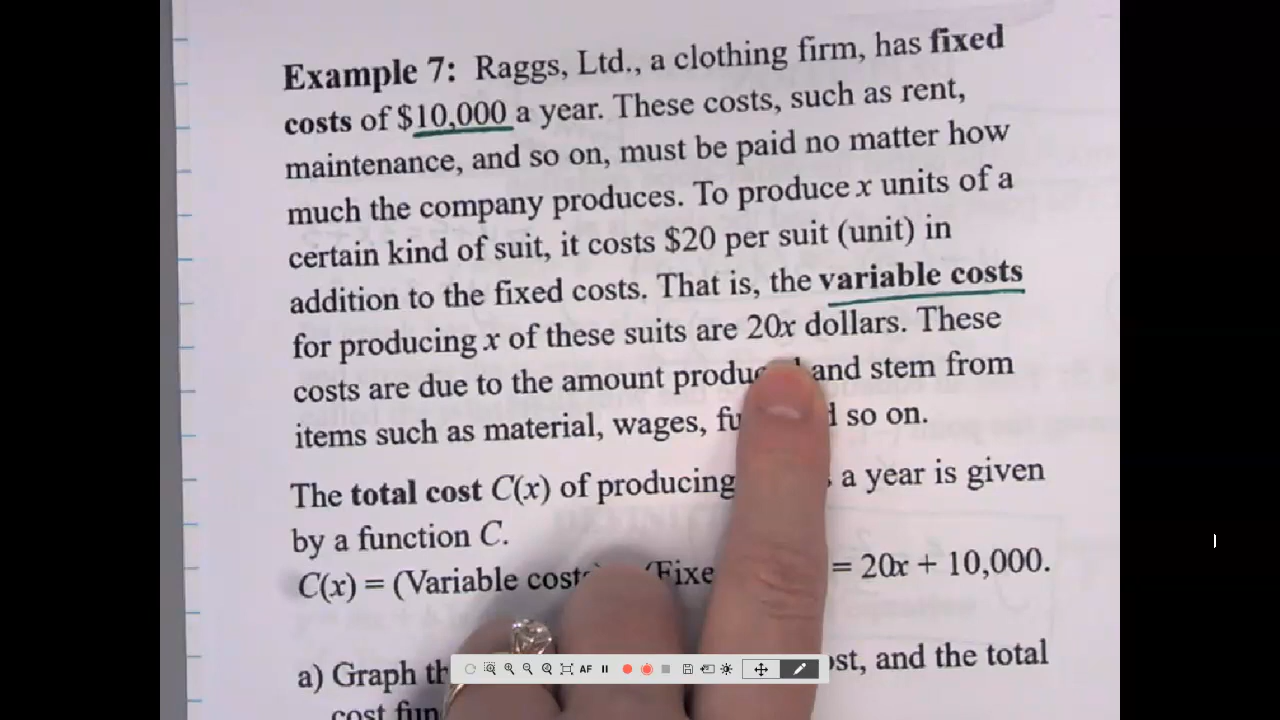 Example 7: Raggs, Ltd., a clothing firm, has fixed
costs of $10,000 a year. These costs, such as rent,
maintenance, and so on, must be paid no matter how
much the company produces. To produce x units of a
certain kind of suit, it costs $20 per suit (unit) in
addition to the fixed costs. That is, the variable costs
for producing x of these suits are 20x dollars. These
costs are due to the amount and stem from
items such as material, wages, so on.
The total cost C(x) of producing a year is given
by a function C.
C(x) = (Variable = 20x + 10,000.
a) Graph and the total
AF